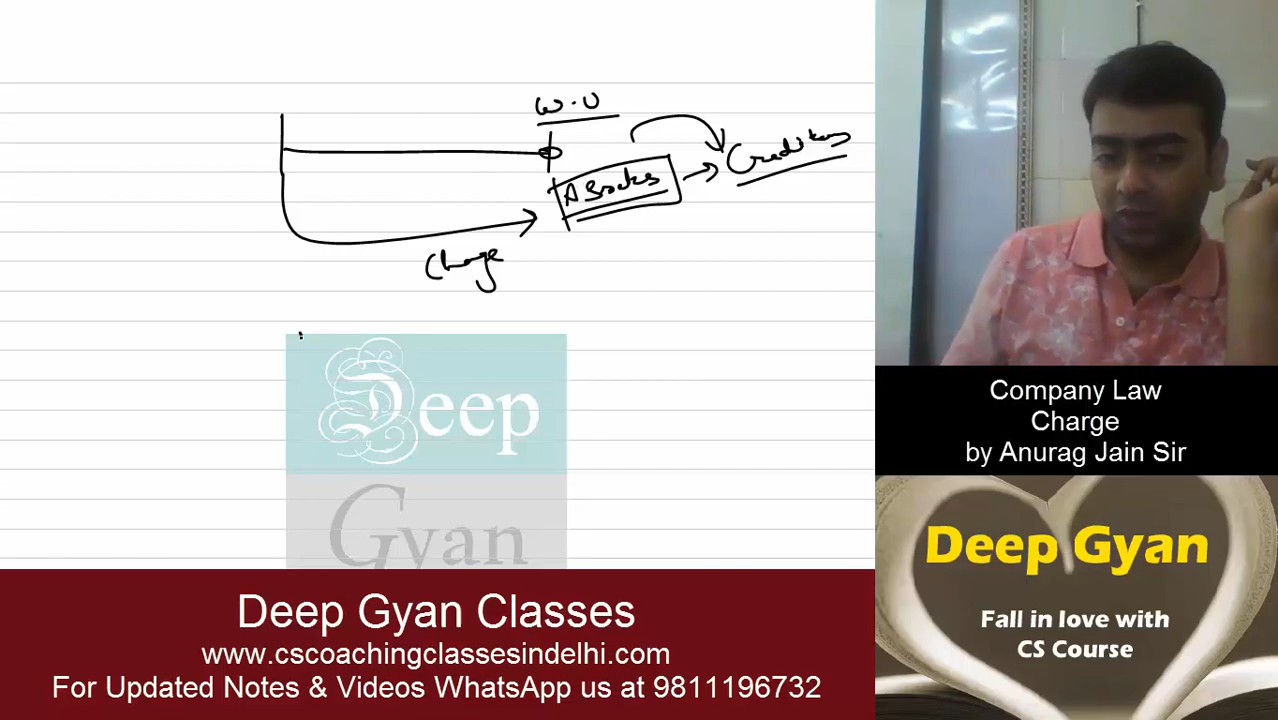 W.U
Creditors
Charge
Deep
Gyan
Company Law
Charge
by Anurag Jain Sir
Deep Gyan
Fall in love with
CS Course
Deep Gyan Classes
www.cscoachingclassesindelhi.com
For Updated Notes & Videos WhatsApp us at 9811196732